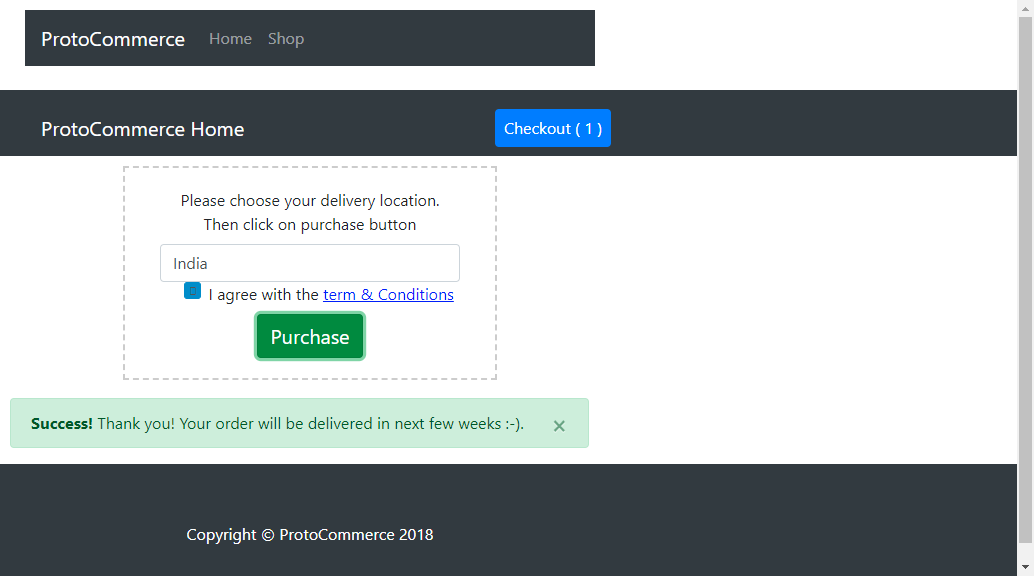 ProtoCommerce Home Shop
ProtoCommerce Home Checkout ( 1 )
Please choose your delivery location.
Then click on purchase button
India
I agree with the term & Conditions
Purchase
Success! Thank you! Your order will be delivered in next few weeks :-). ×
Copyright © ProtoCommerce 2018